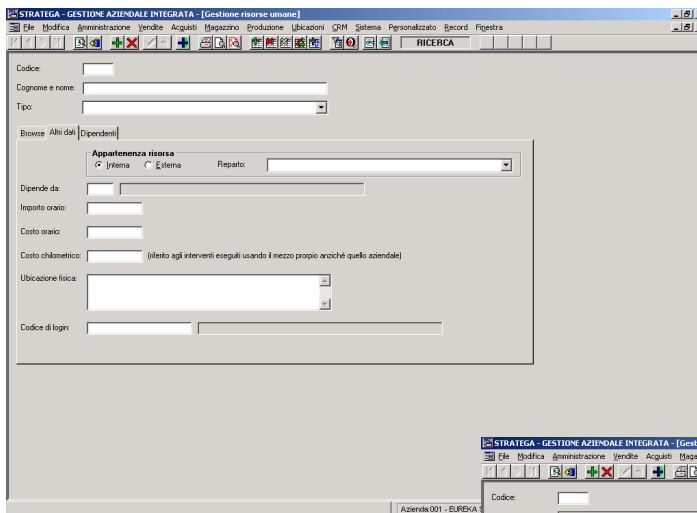 STRATEGA - GESTIONE AZIENDALE INTEGRATA - [Gestione risorse umane]
File Modifica Amministrazione Vendite Acquisti Magazzino Produzione Ubicazioni CRM Sistema Personalizzato Record Finestra
RICERCA
Codice:
Cognome e nome:
Tipo:
Browse Altri dati Dipendenti
Appartenenza risorsa
Interna Esterna Reparto:
Dipende da:
Importo orario:
Costo orario:
Costo chilometrico: (riferito agli interventi eseguiti usando il mezzo prorpio anziché quello aziendale)
Ubicazione fisica:
Codice di login:
STRATEGA - GESTIONE AZIENDALE INTEGRATA - [Gest
File Modifica Amministrazione Vendite Acquisti Maga
Codice:
Azienda:001 - EUREKA